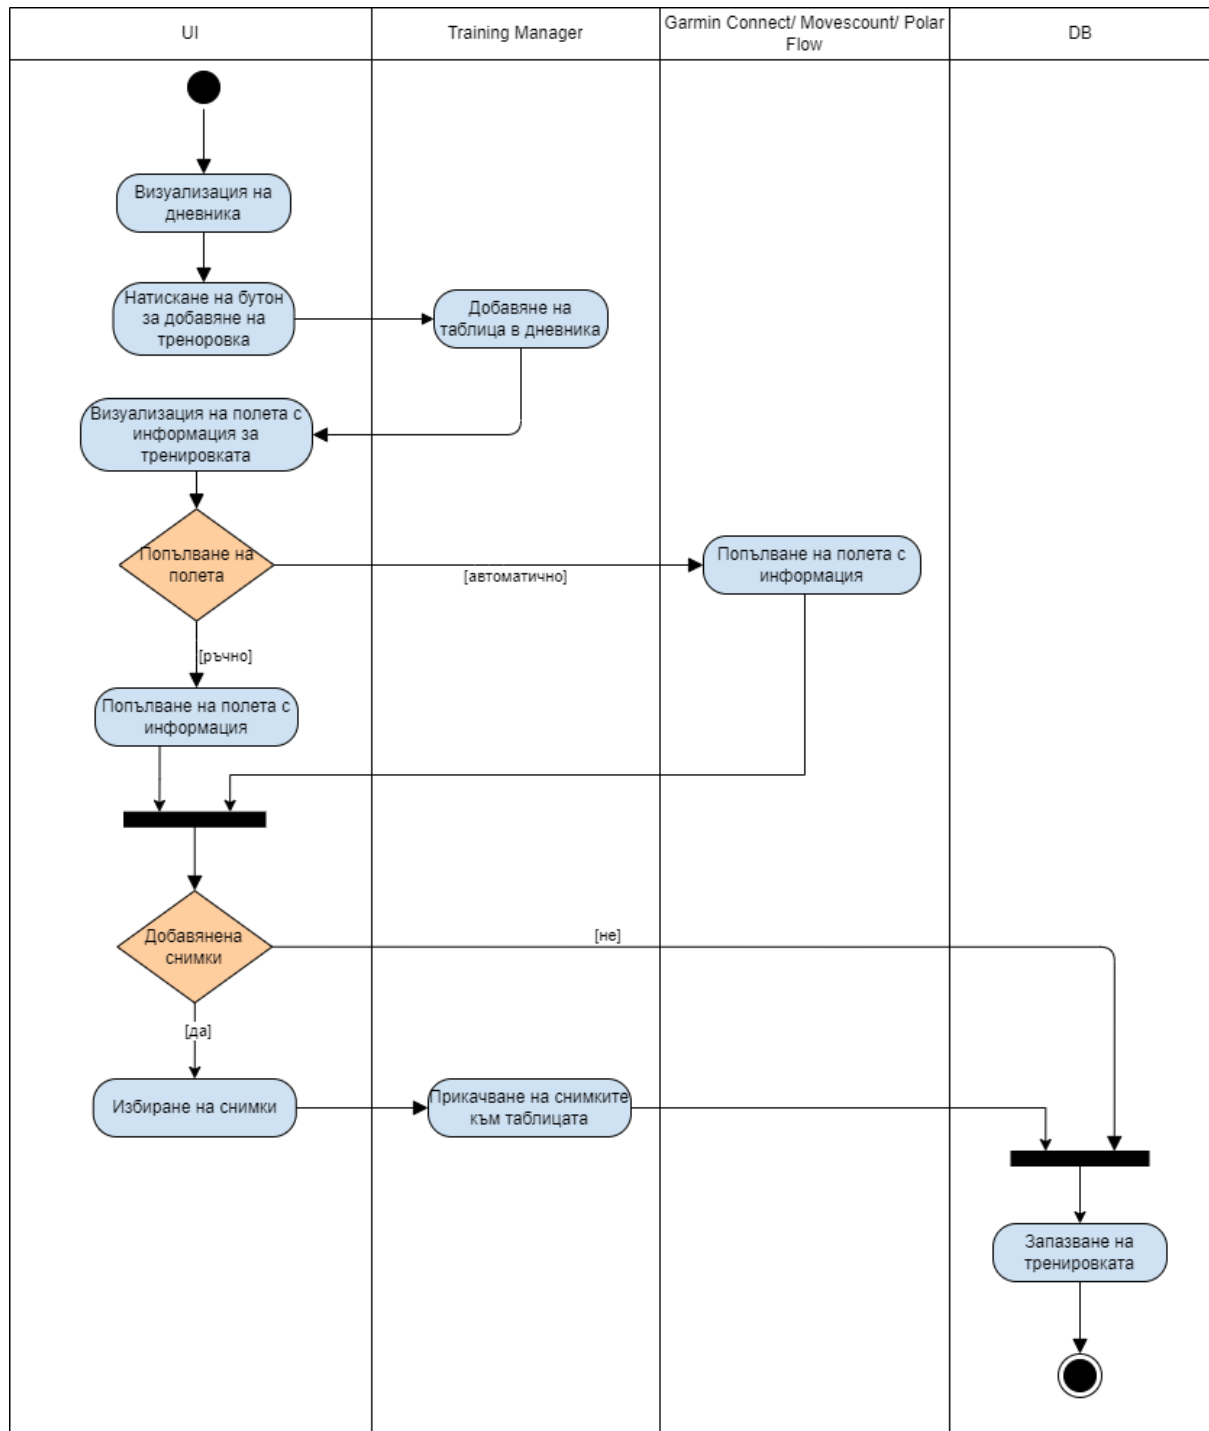 UI
Training Manager
Garmin Connect/ Movescount/ Polar
Flow
DB
Визуализация на
дневника
Натискане на бутон
за добавяне на
треноровка
Добавяне на
таблица в дневника
Визуализация на полета с
информация за
тренировката
Попълване на
полета
[автоматично]
Попълване на полета с
информация
[ръчно]
Попълване на полета с
информация
Добавянена
снимки
[не]
[да]
Избиране на снимки
Прикачване на снимките
към таблицата
Запазване на
тренировката